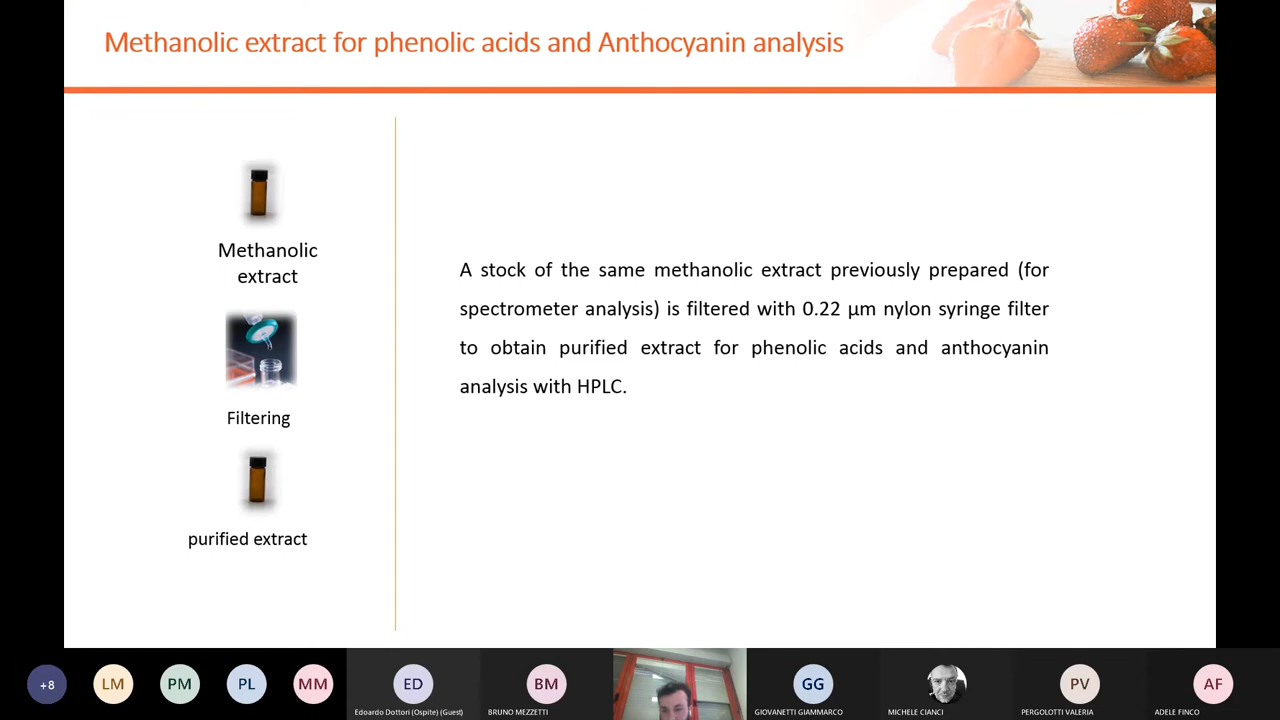 Methanolic extract for phenolic acids and Anthocyanin analysis
Methanolic
extract
Filtering
purified extract
A stock of the same methanolic extract previously prepared (for
spectrometer analysis) is filtered with 0.22 µm nylon syringe filter
to obtain purified extract for phenolic acids and anthocyanin
analysis with HPLC.
+8
LM
PM
PL
MM
ED
BM
GG
PV
AF
Edoardo Dottori (Ospite) (Guest)
BRUNO MEZZETTI
GIOVANETTI GIAMMARCO
MICHELE CIANCI
PERGOLOTTI VALERIA
ADELE FINCO